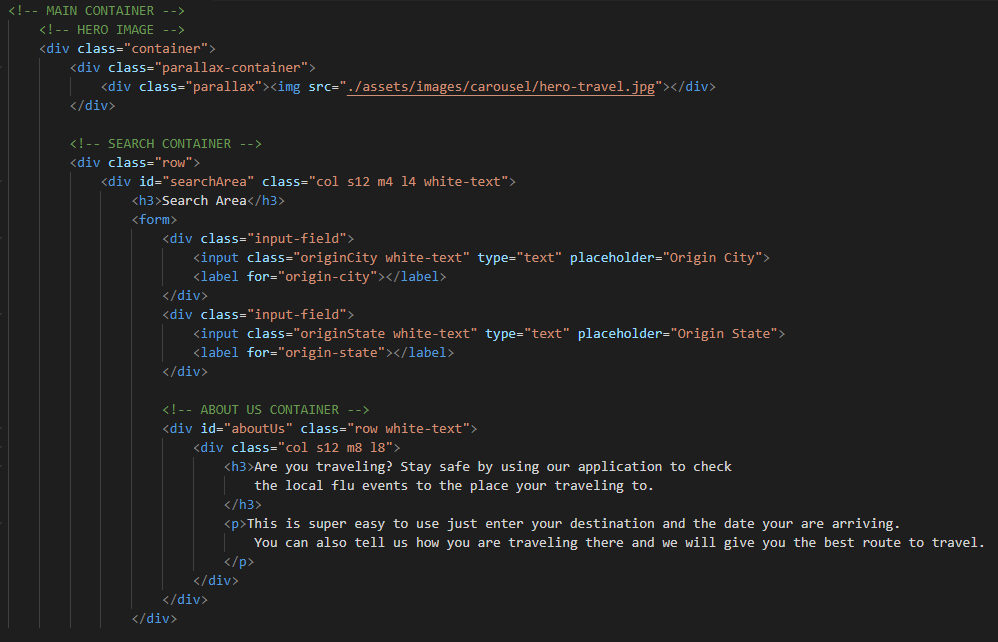 <!-- MAIN CONTAINER -->
<!-- HERO IMAGE -->
<div class="container">
<div class="parallax-container">
<div class="parallax"><img src="./assets/images/carousel/hero-travel.jpg"></div>
</div>
<!-- SEARCH CONTAINER -->
<div class="row">
<div id="searchArea" class="col s12 m4 l4 white-text">
<h3>Search Area</h3>
<form>
<div class="input-field">
<input class="originCity white-text" type="text" placeholder="Origin City">
<label for="origin-city"></label>
</div>
<div class="input-field">
<input class="originState white-text" type="text" placeholder="Origin State">
<label for="origin-state"></label>
</div>
<!-- ABOUT US CONTAINER -->
<div id="aboutUs" class="row white-text">
<div class="col s12 m8 l8">
<h3>Are you traveling? Stay safe by using our application to check
the local flu events to the place your traveling to.
</h3>
<p>This is super easy to use just enter your destination and the date your are arriving.
You can also tell us how you are traveling there and we will give you the best route to travel.
</p>
</div>
</div>
</div>